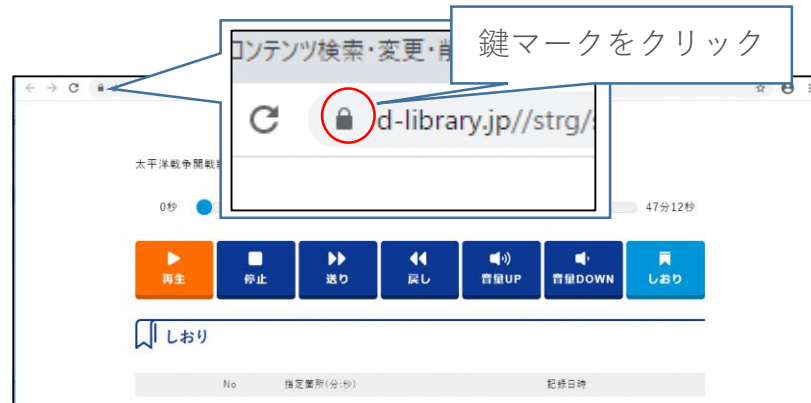 鍵マークをクリック
コンテンツ検索・変更・
d-library.jp//strg/
太平洋戦争開戦
0秒
47分12秒
再生
停止
送り
戻し
音量UP
音量DOWN
しおり
しおり
No 指定箇所(分:秒) 記録日時